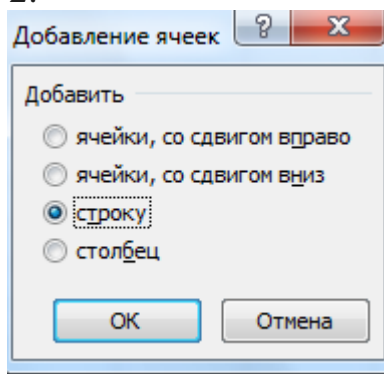 Добавление ячеек
Добавить
ячейки, со сдвигом вправо
ячейки, со сдвигом вниз
строку
столбец
ОК
Отмена